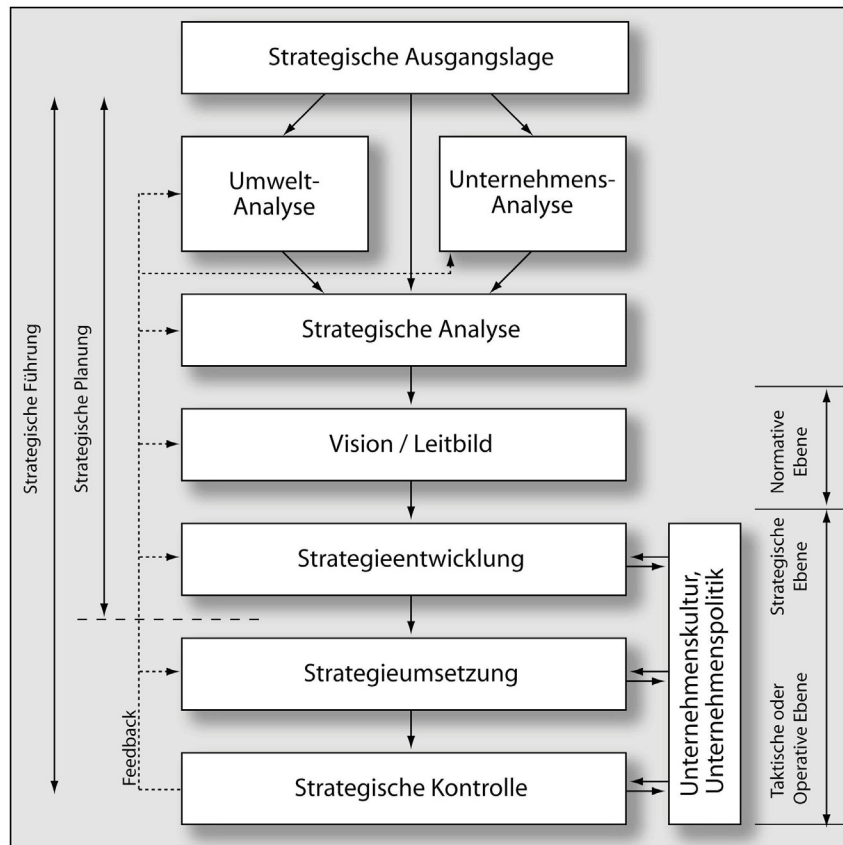 Strategische Ausgangslage
Umwelt-
Analyse
Unternehmens-
Analyse
Strategische Analyse
Vision / Leitbild
Strategieentwicklung
Strategieumsetzung
Strategische Kontrolle
Strategische Führung
Strategische Planung
Feedback
Unternehmenskultur,
Unternehmenspolitik
Normative
Ebene
Strategische
Ebene
Taktische oder
Operative Ebene